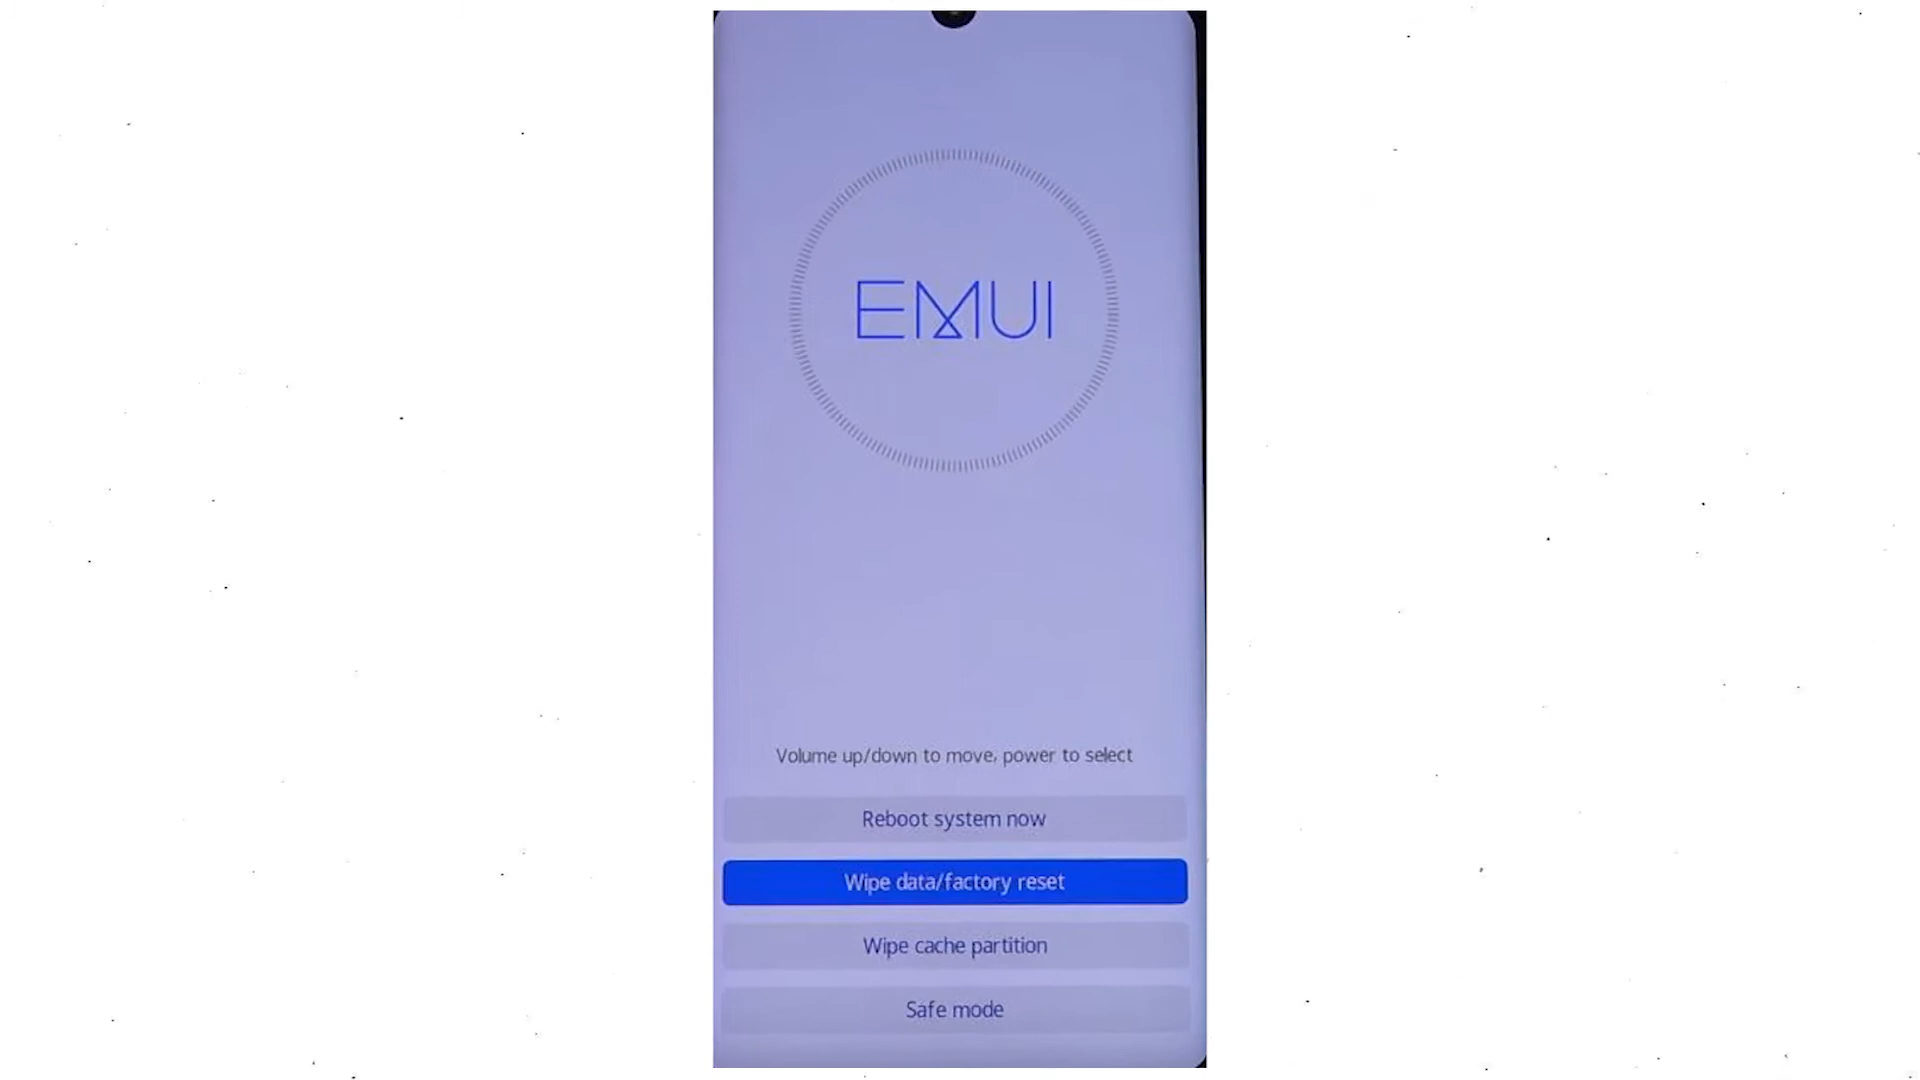 EMUI
Volume up/down to move, power to select
Reboot system now
Wipe data/factory reset
Wipe cache partition
Safe mode